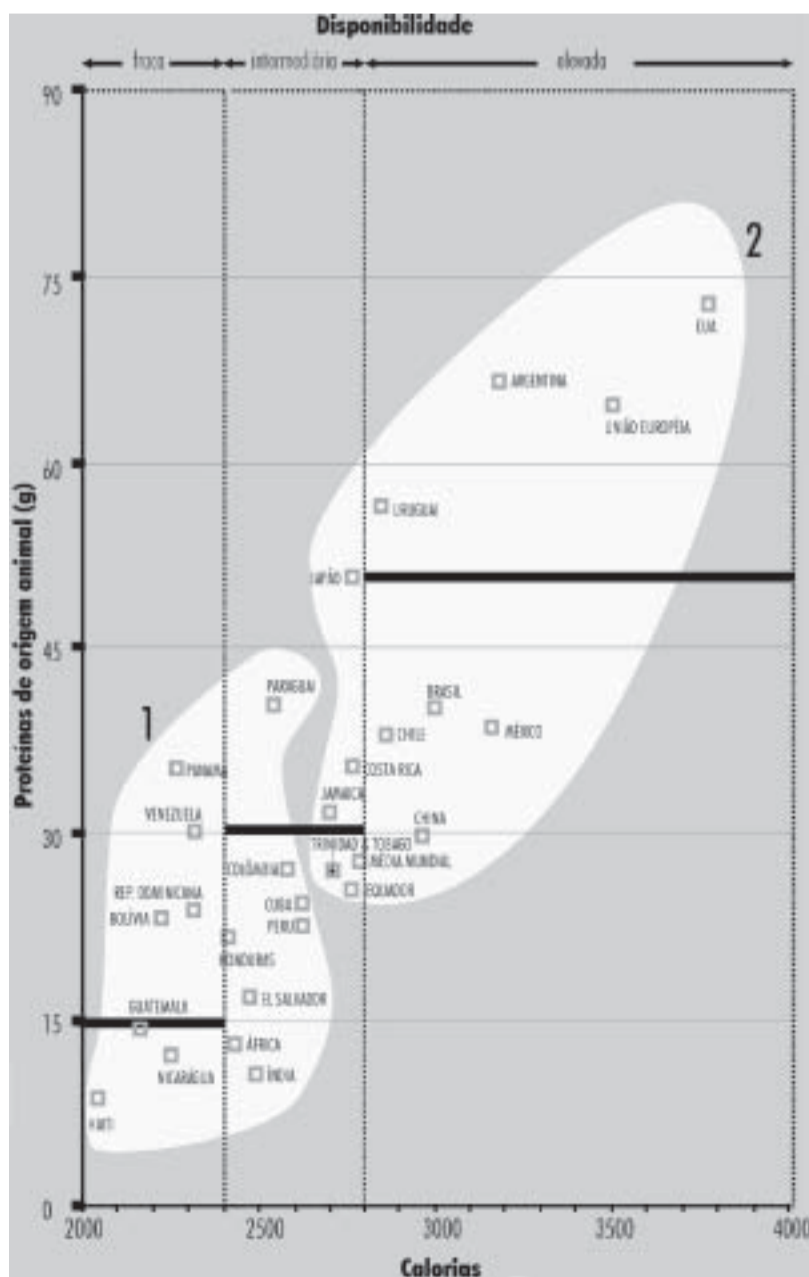 Disponibilidade
fraca intermediária elevada
90
2
75
EUA
ARGENTINA
UNIÃO EUROPÉIA
60
URUGUAI
JAPÃO
Proteínas de origem animal (g)
45
PARAGUAI
BRASIL
1
CHILE
MÉXICO
PANAMÁ
COSTA RICA
JAMAICA
VENEZUELA
CHINA
30
TRINIDAD & TOBAGO
MÉDIA MUNDIAL
COLÔMBIA
EQUADOR
REP. DOMINICANA
CUBA
BOLÍVIA
PERU
HONDURAS
EL SALVADOR
GUATEMALA
15
ÁFRICA
NICARÁGUA
ÍNDIA
HAITI
0
2000 2500 3000 3500 4000
Calorias